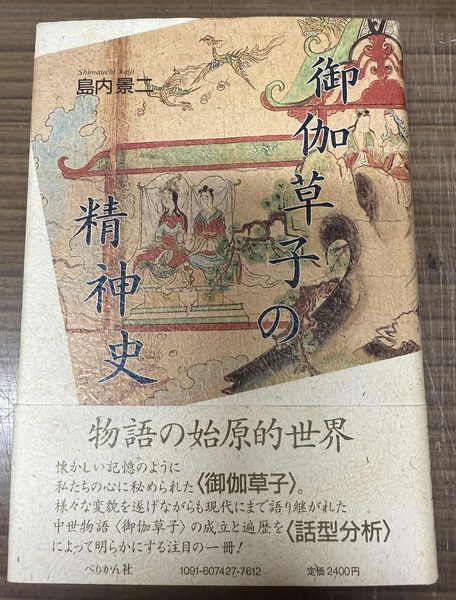 Shimauchi Keiji
島内景二
御伽草子の
精神史
物語の始原的世界
懐かしい記憶のように
私たちの心に秘められた〈御伽草子〉。
様々な変貌を遂げながらも現代にまで語り継がれた
中世物語〈御伽草子〉の成立と遍歴を〈話型分析〉
によって明らかにする注目の一冊!
ぺりかん社 1091-607427-7612 定価2400円